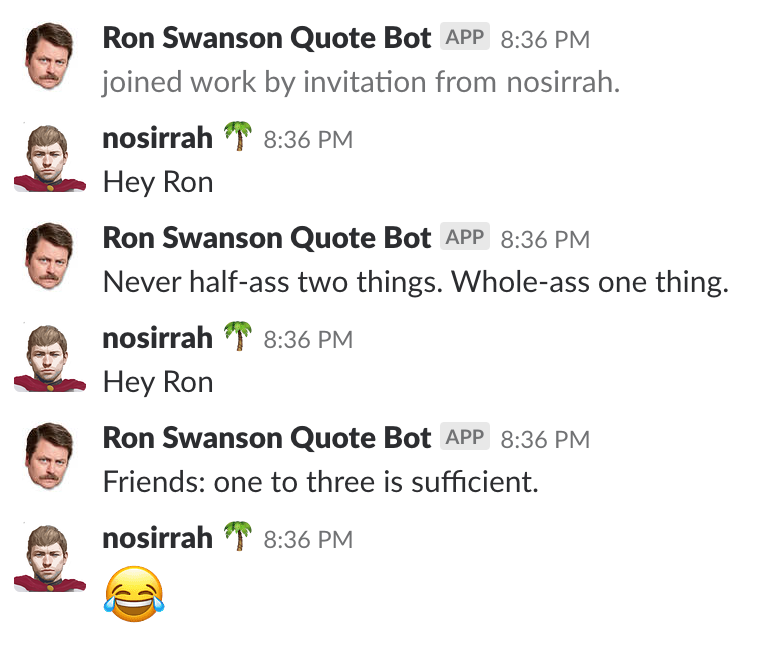 Ron Swanson Quote Bot APP 8:36 PM
joined work by invitation from nosirrah.
nosirrah 🌴 8:36 PM
Hey Ron
Ron Swanson Quote Bot APP 8:36 PM
Never half-ass two things. Whole-ass one thing.
nosirrah 🌴 8:36 PM
Hey Ron
Ron Swanson Quote Bot APP 8:36 PM
Friends: one to three is sufficient.
nosirrah 🌴 8:36 PM
😂